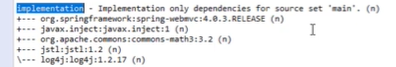 implementation - Implementation only dependencies for source set 'main'. (n)
+--- org.springframework:spring-webmvc:4.0.3.RELEASE (n)
+--- javax.inject:javax.inject:1 (n)
+--- org.apache.commons:commons-math3:3.2 (n)
+--- jstl:jstl:1.2 (n)
\--- log4j:log4j:1.2.17 (n)